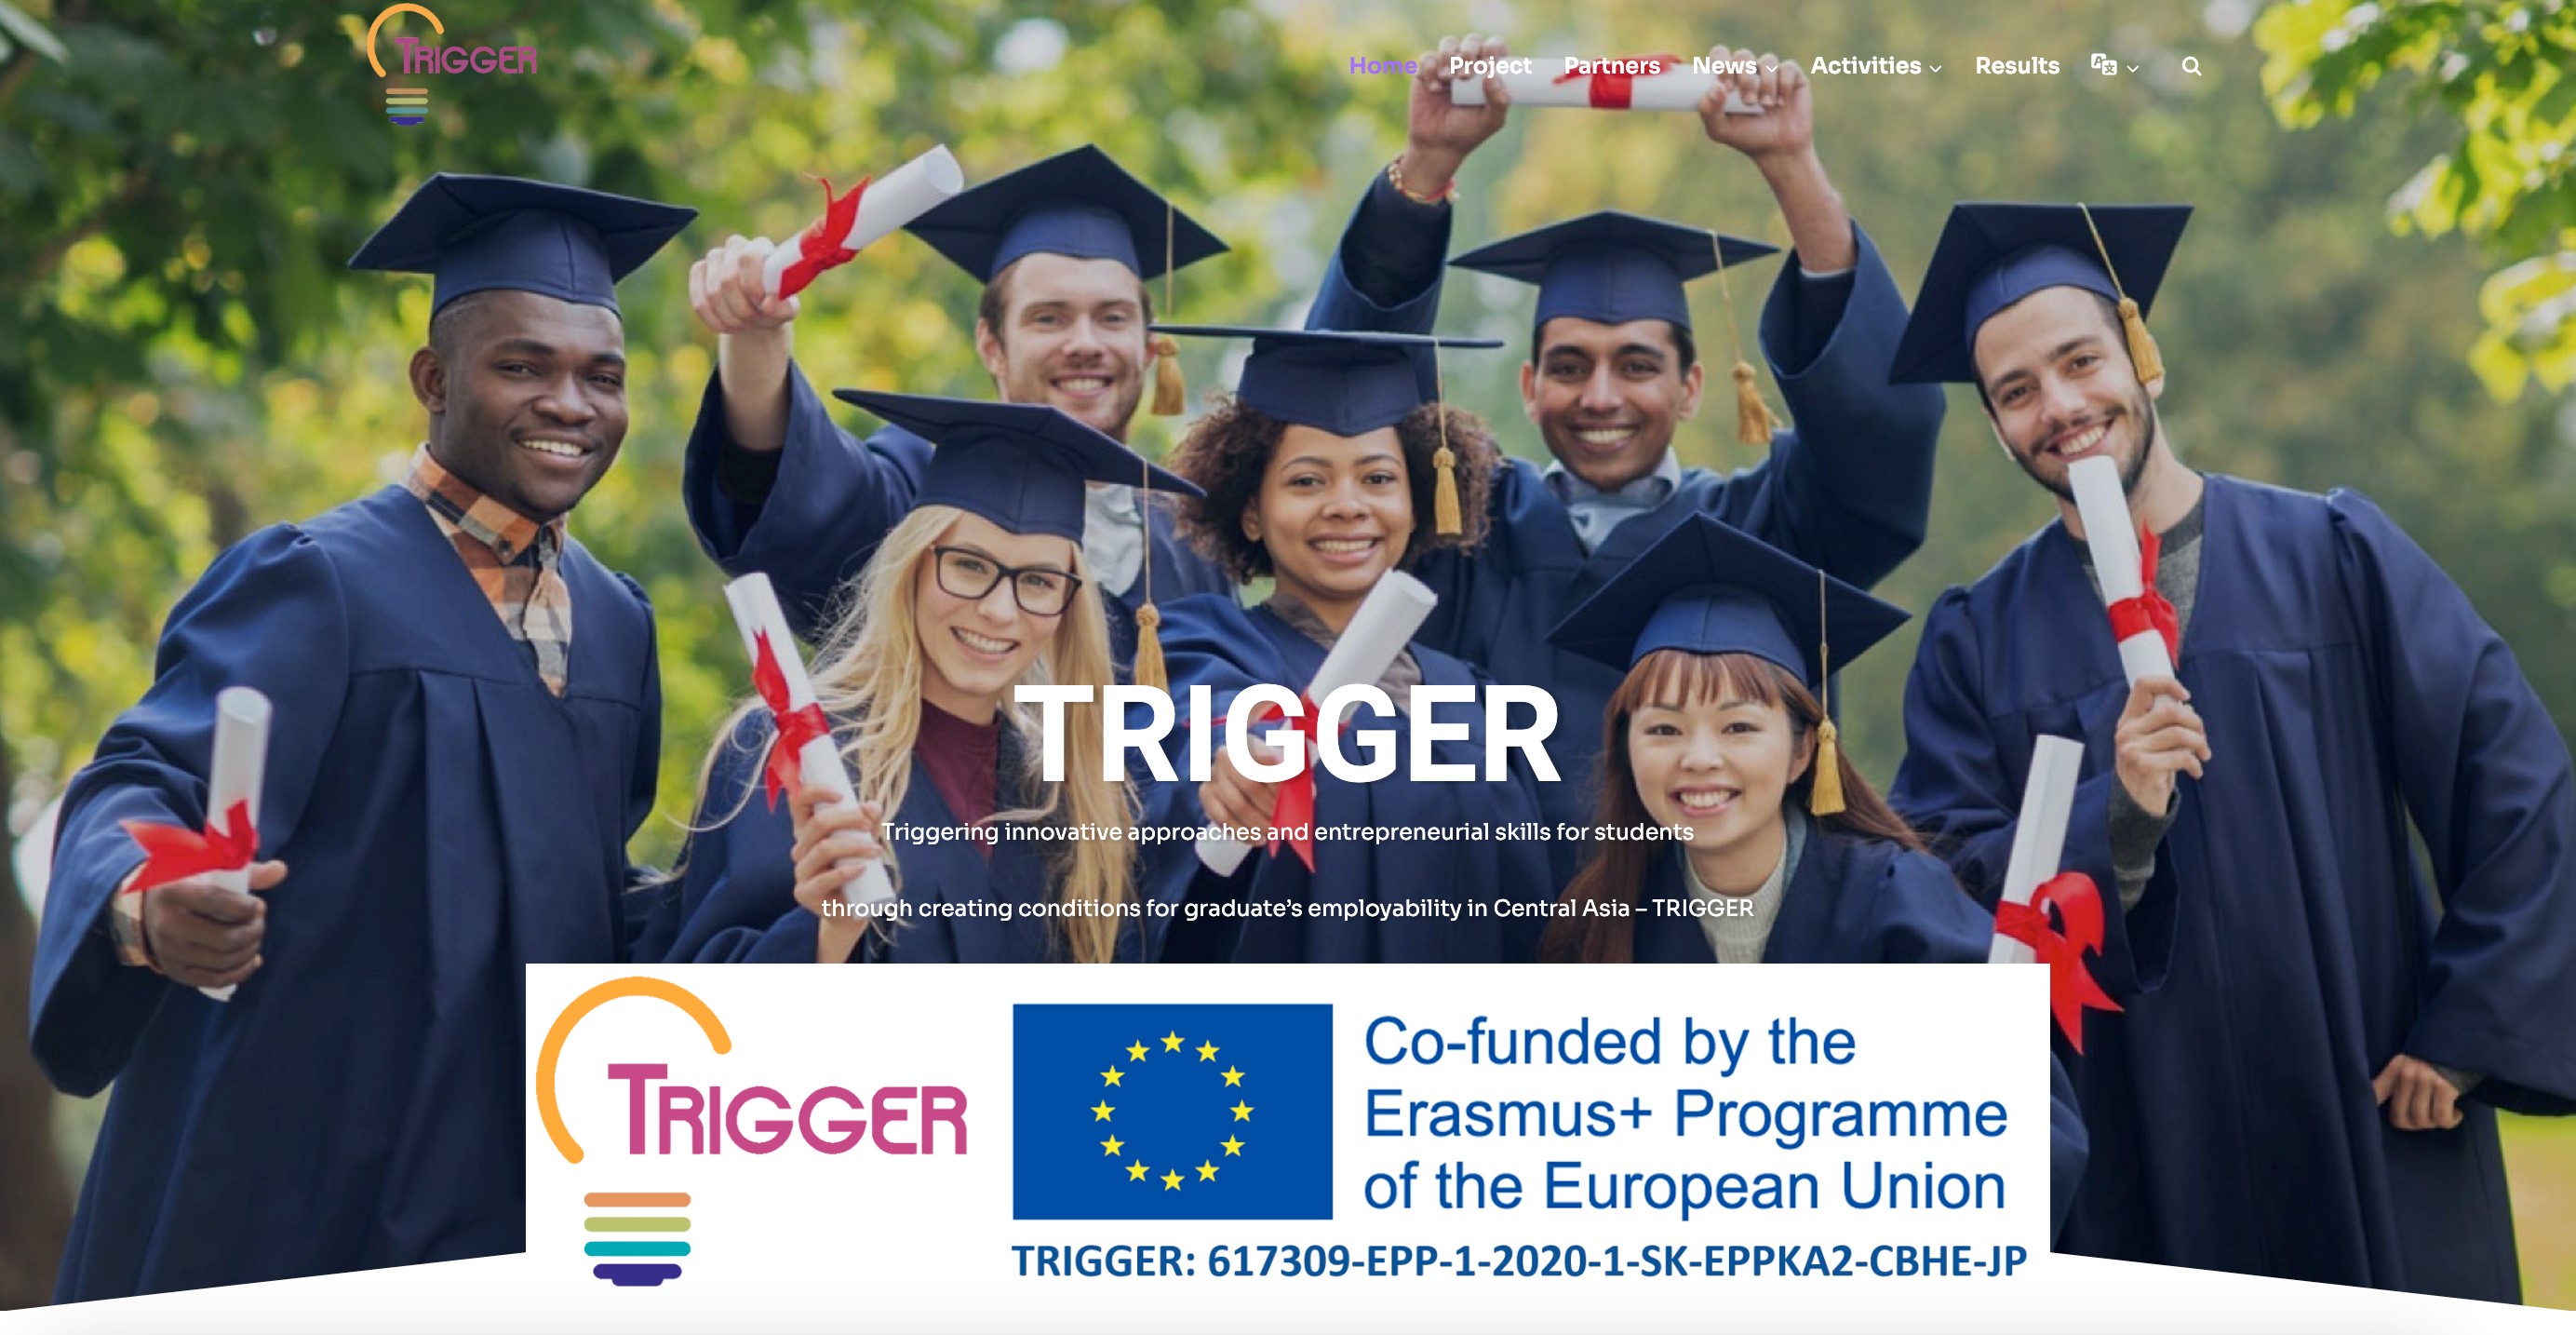 TRIGGER
Home Project Partners News Activities Results
TRIGGER
Triggering innovative approaches and entrepreneurial skills for students
through creating conditions for graduate’s employability in Central Asia – TRIGGER
TRIGGER
Co-funded by the
Erasmus+ Programme
of the European Union
TRIGGER: 617309-EPP-1-2020-1-SK-EPPKA2-CBHE-JP